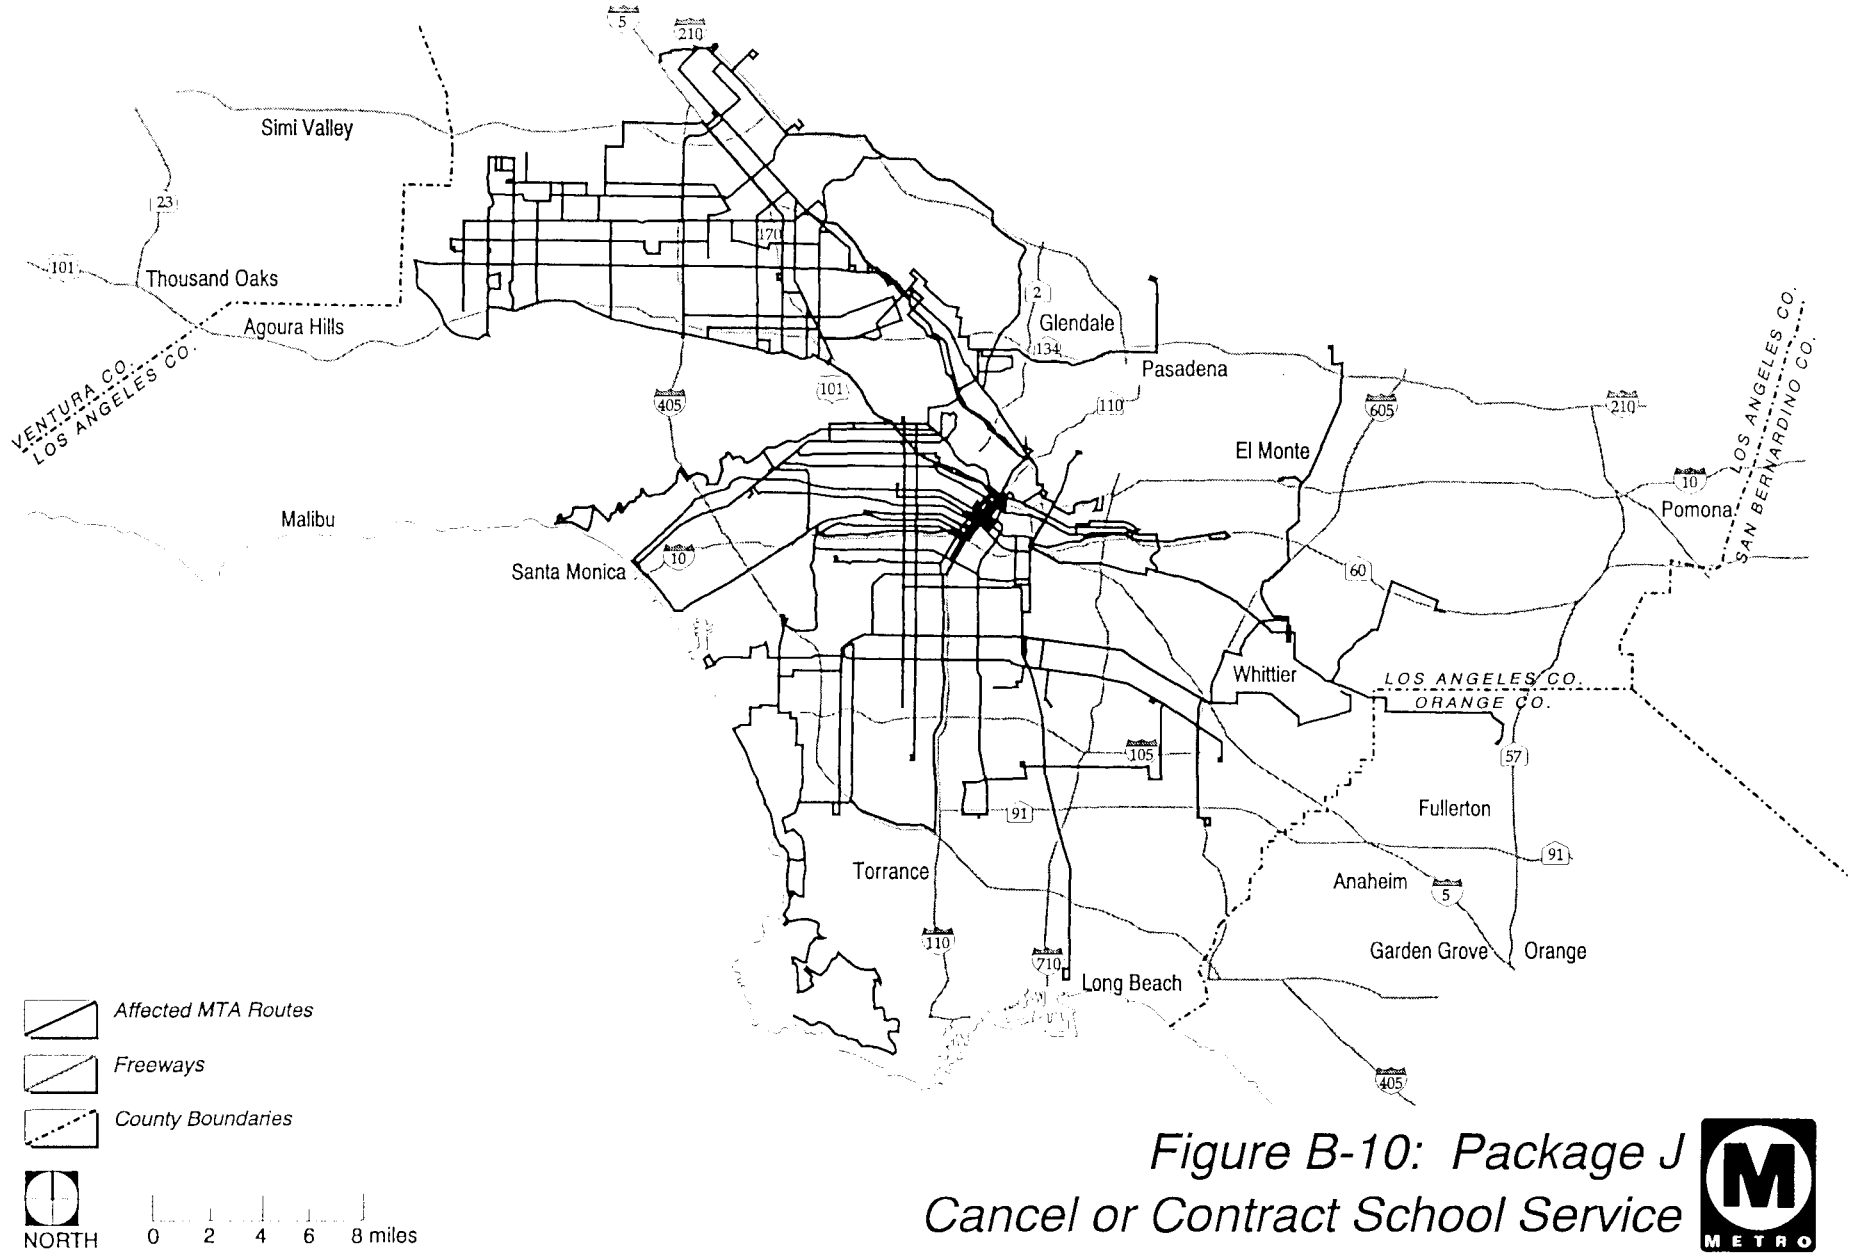 5
210
Simi Valley
23
170
101
Thousand Oaks
2
Agoura Hills
Glendale
134
VENTURA CO.
LOS ANGELES CO.
Pasadena
101
405
110
605
210
LOS ANGELES CO.
SAN BERNARDINO CO.
El Monte
10
Pomona
Malibu
10
Santa Monica
60
Whittier
LOS ANGELES CO.
ORANGE CO.
105
57
91
Fullerton
91
Torrance
Anaheim
5
110
710
Garden Grove
Orange
Long Beach
405
Affected MTA Routes
Freeways
County Boundaries
NORTH
0 2 4 6 8 miles
Figure B-10: Package J
Cancel or Contract School Service
M
METRO